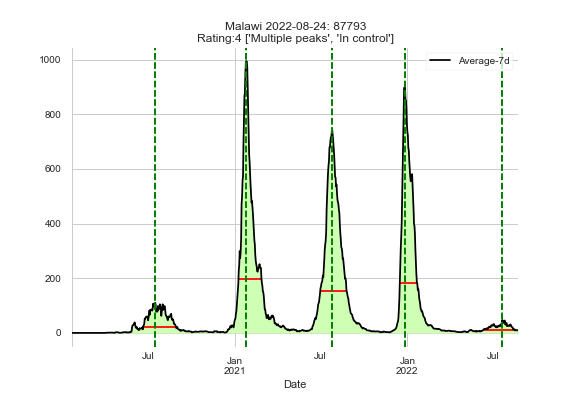 Malawi 2022-08-24: 87793
Rating:4 ['Multiple peaks', 'In control']
Average-7d
1000
800
600
400
200
0
Jul
Jan
2021
Jul
Jan
2022
Jul
Date